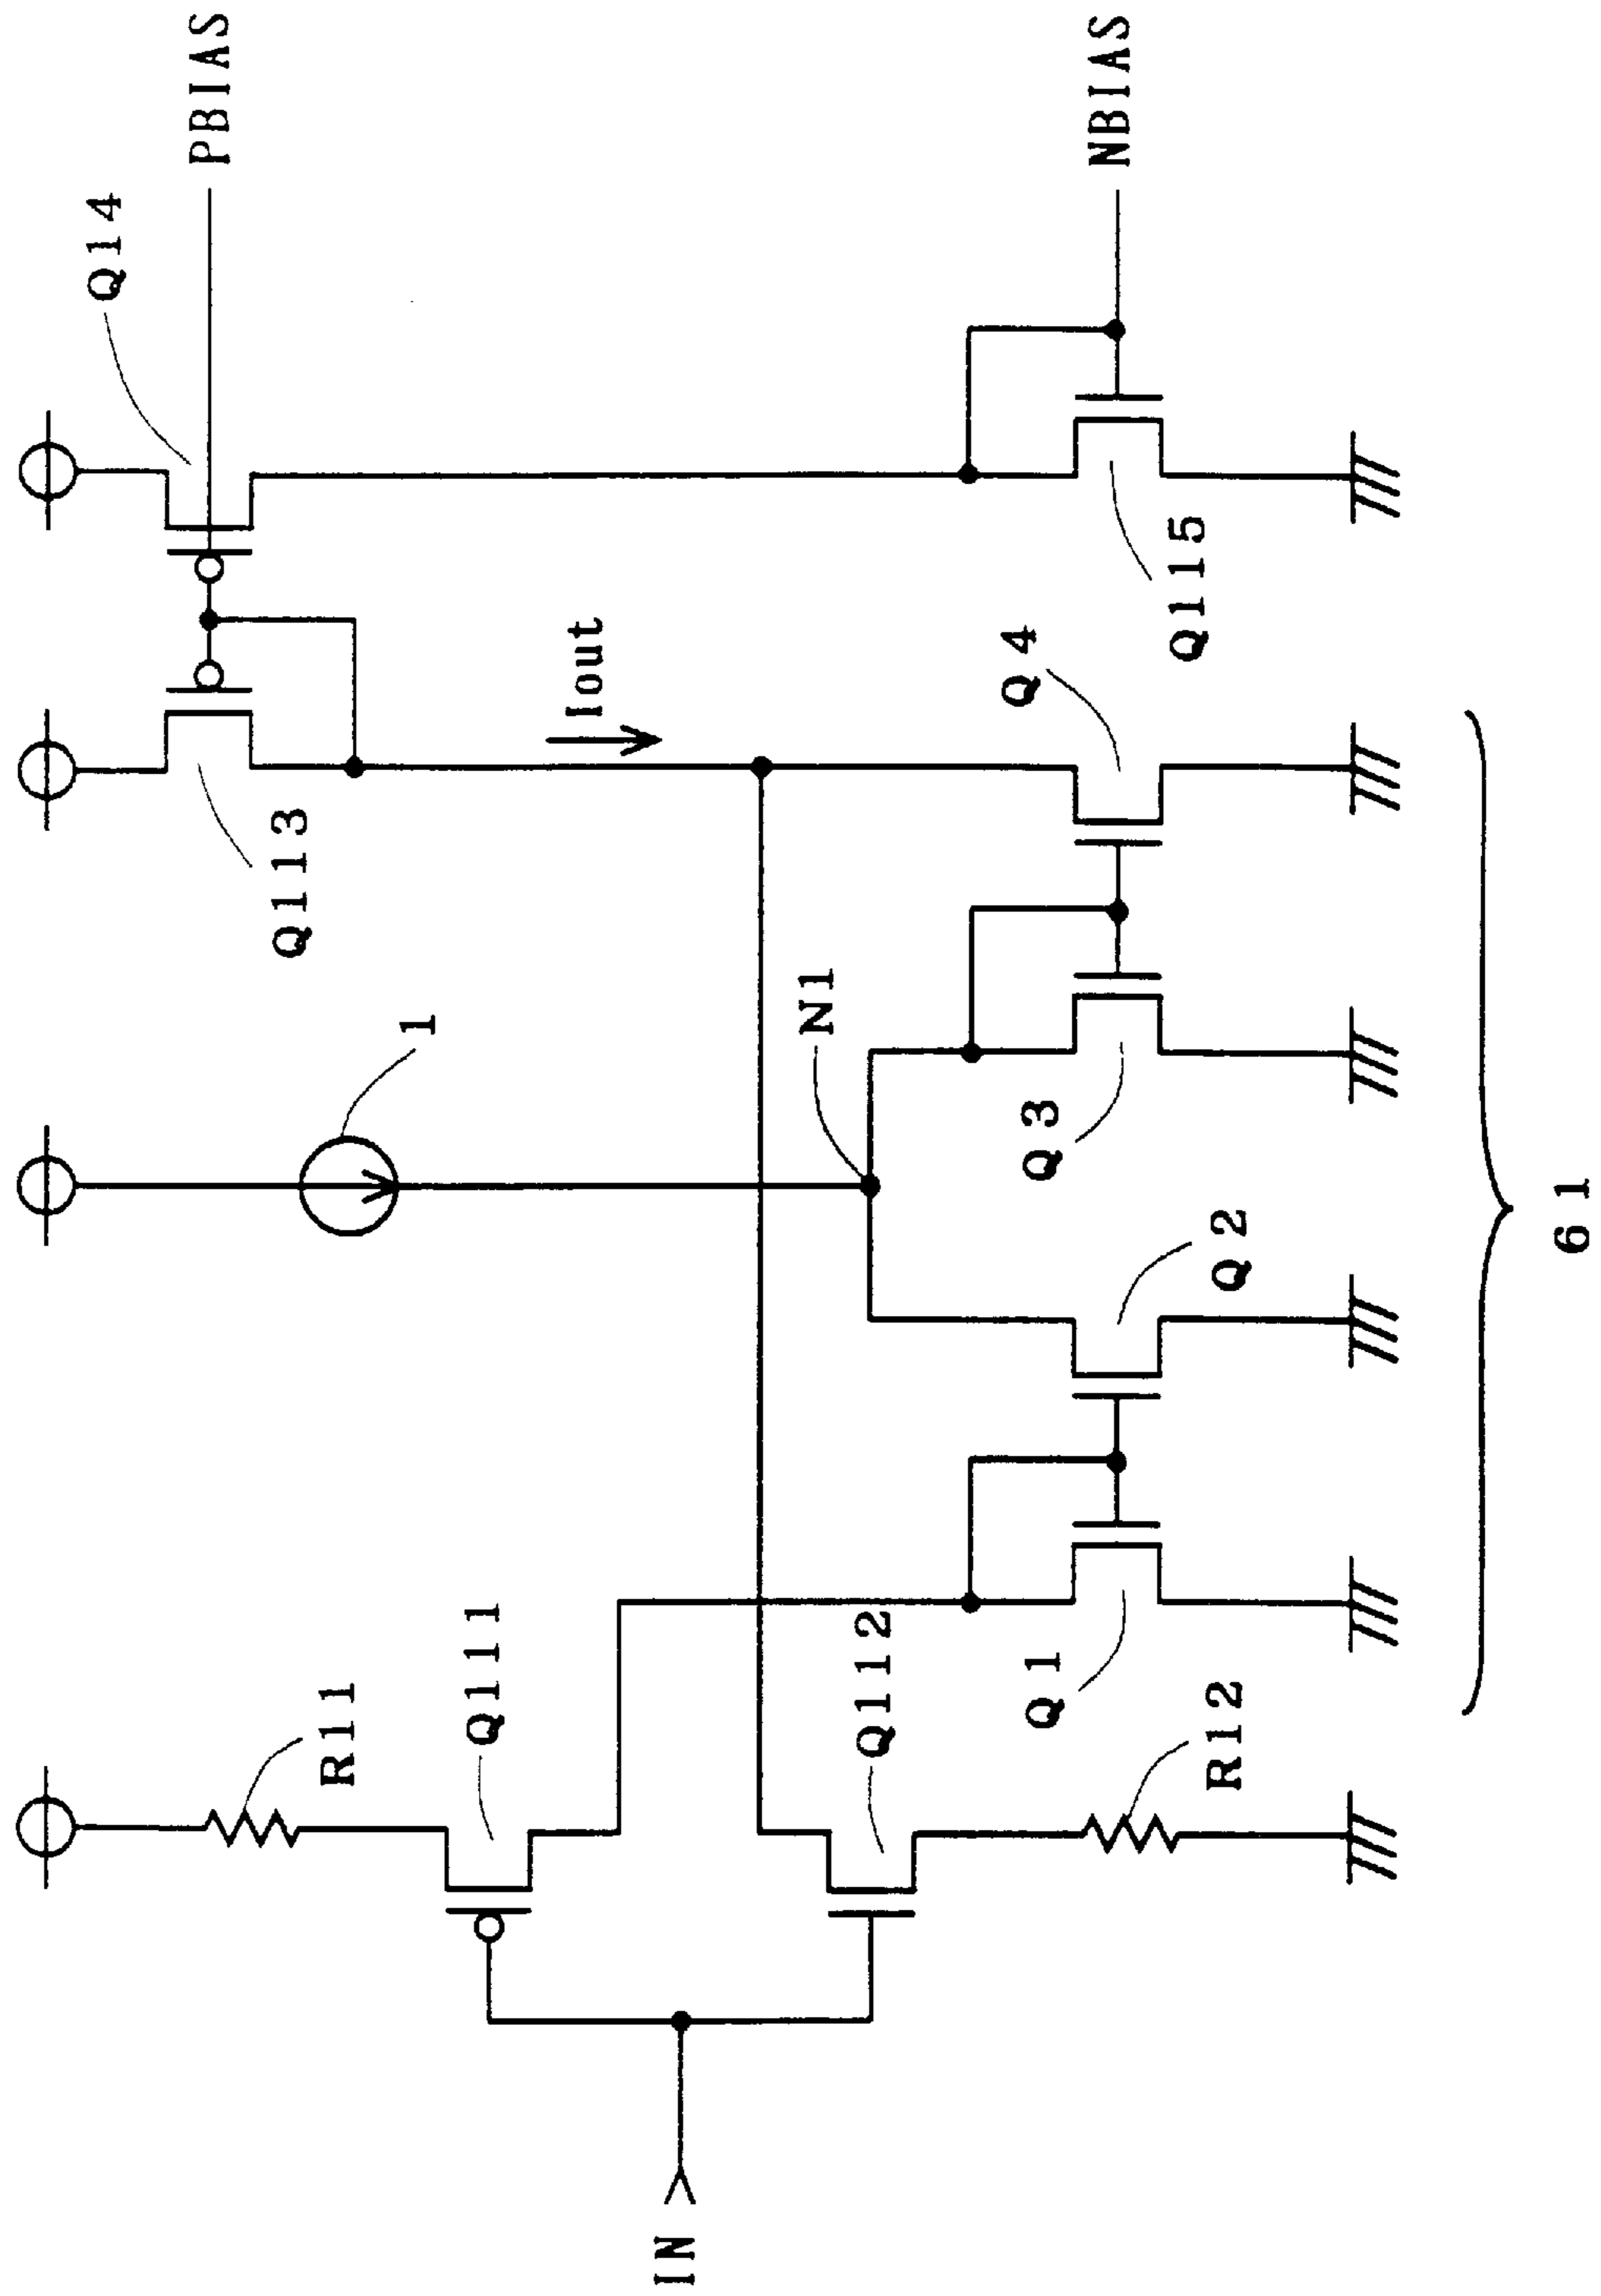 PBIAS
Q14
NBIAS
Q113
Iout
Q115
Q4
1
N1
Q3
Q2
R11
Q111
Q112
Q1
R12
IN
61